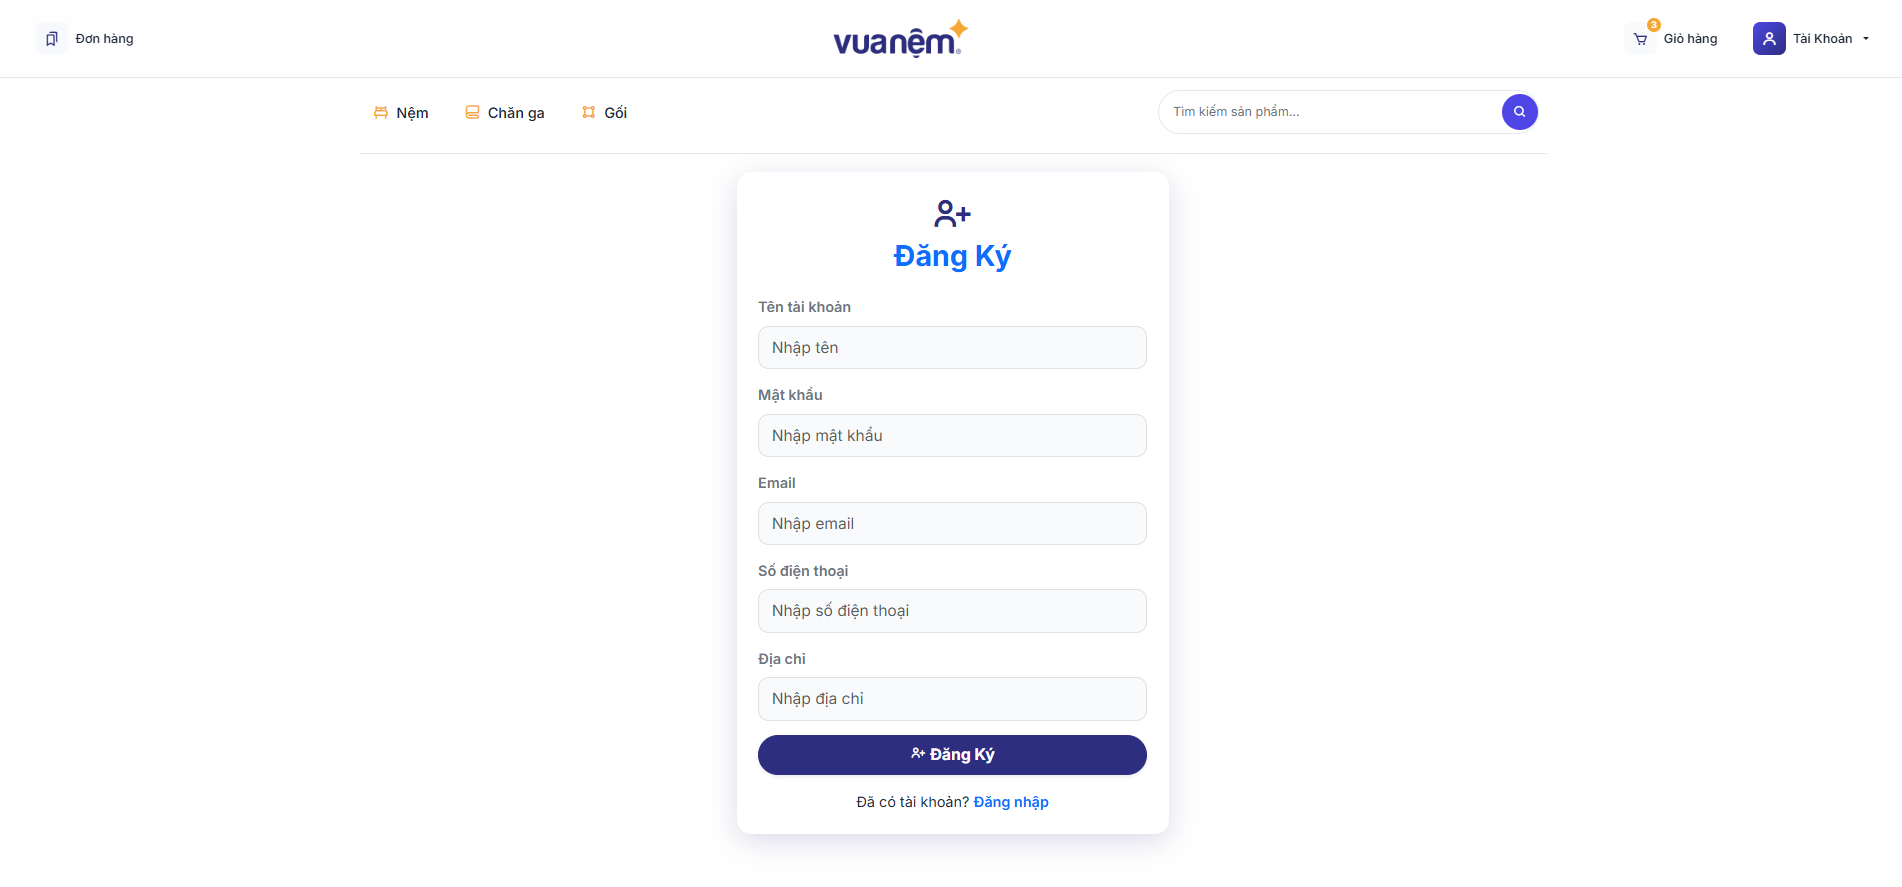 Đơn hàng
vuanệm®
3
Giỏ hàng
Tài Khoản
Nệm
Chăn ga
Gối
Tìm kiếm sản phẩm...
Đăng Ký
Tên tài khoản
Nhập tên
Mật khẩu
Nhập mật khẩu
Email
Nhập email
Số điện thoại
Nhập số điện thoại
Địa chỉ
Nhập địa chỉ
Đăng Ký
Đã có tài khoản? Đăng nhập